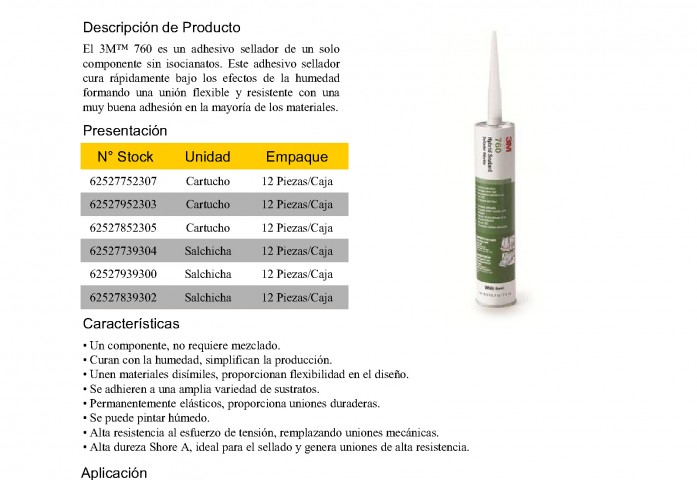 Descripción de Producto
El 3M™ 760 es un adhesivo sellador de un solo
componente sin isocianatos. Este adhesivo sellador
cura rápidamente bajo los efectos de la humedad
formando una unión flexible y resistente con una
muy buena adhesión en la mayoría de los materiales.
Presentación
N° Stock Unidad Empaque
62527752307 Cartucho 12 Piezas/Caja
62527952303 Cartucho 12 Piezas/Caja
62527852305 Cartucho 12 Piezas/Caja
62527739304 Salchicha 12 Piezas/Caja
62527939300 Salchicha 12 Piezas/Caja
62527839302 Salchicha 12 Piezas/Caja
Características
• Un componente, no requiere mezclado.
• Curan con la humedad, simplifican la producción.
• Unen materiales disímiles, proporcionan flexibilidad en el diseño.
• Se adhieren a una amplia variedad de sustratos.
• Permanentemente elásticos, proporciona uniones duraderas.
• Se puede pintar húmedo.
• Alta resistencia al esfuerzo de tensión, remplazando uniones mecánicas.
• Alta dureza Shore A, ideal para el sellado y genera uniones de alta resistencia.
Aplicación
3M
760
Hybrid Sealant